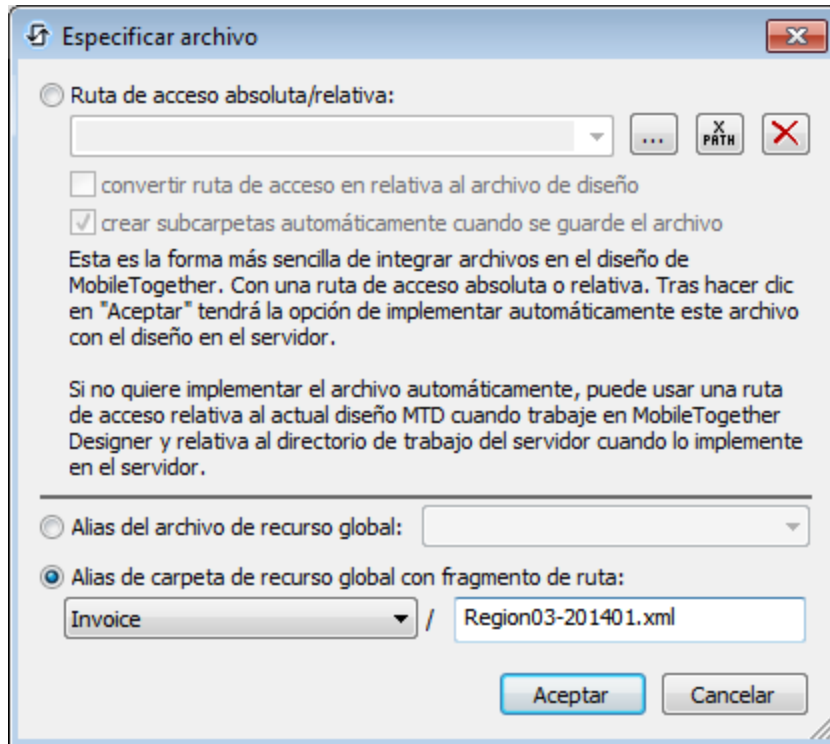 Especificar archivo
Ruta de acceso absoluta/relativa:
...
X
PATH
convertir ruta de acceso en relativa al archivo de diseño
crear subcarpetas automáticamente cuando se guarde el archivo
Esta es la forma más sencilla de integrar archivos en el diseño de
MobileTogether. Con una ruta de acceso absoluta o relativa. Tras hacer clic
en "Aceptar" tendrá la opción de implementar automáticamente este archivo
con el diseño en el servidor.
Si no quiere implementar el archivo automáticamente, puede usar una ruta
de acceso relativa al actual diseño MTD cuando trabaje en MobileTogether
Designer y relativa al directorio de trabajo del servidor cuando lo implemente
en el servidor.
Alias del archivo de recurso global:
Alias de carpeta de recurso global con fragmento de ruta:
Invoice / Region03-201401.xml
Aceptar Cancelar